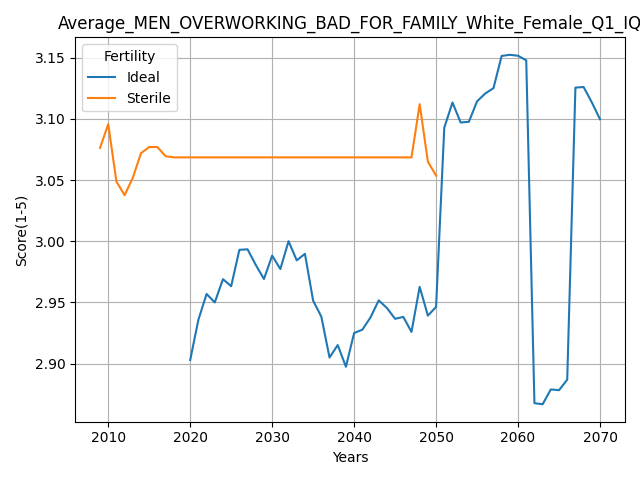 Average_MEN_OVERWORKING_BAD_FOR_FAMILY_White_Female_Q1_IQ
Fertility
Ideal
Sterile
Score(1-5)
3.15
3.10
3.05
3.00
2.95
2.90
2010 2020 2030 2040 2050 2060 2070
Years